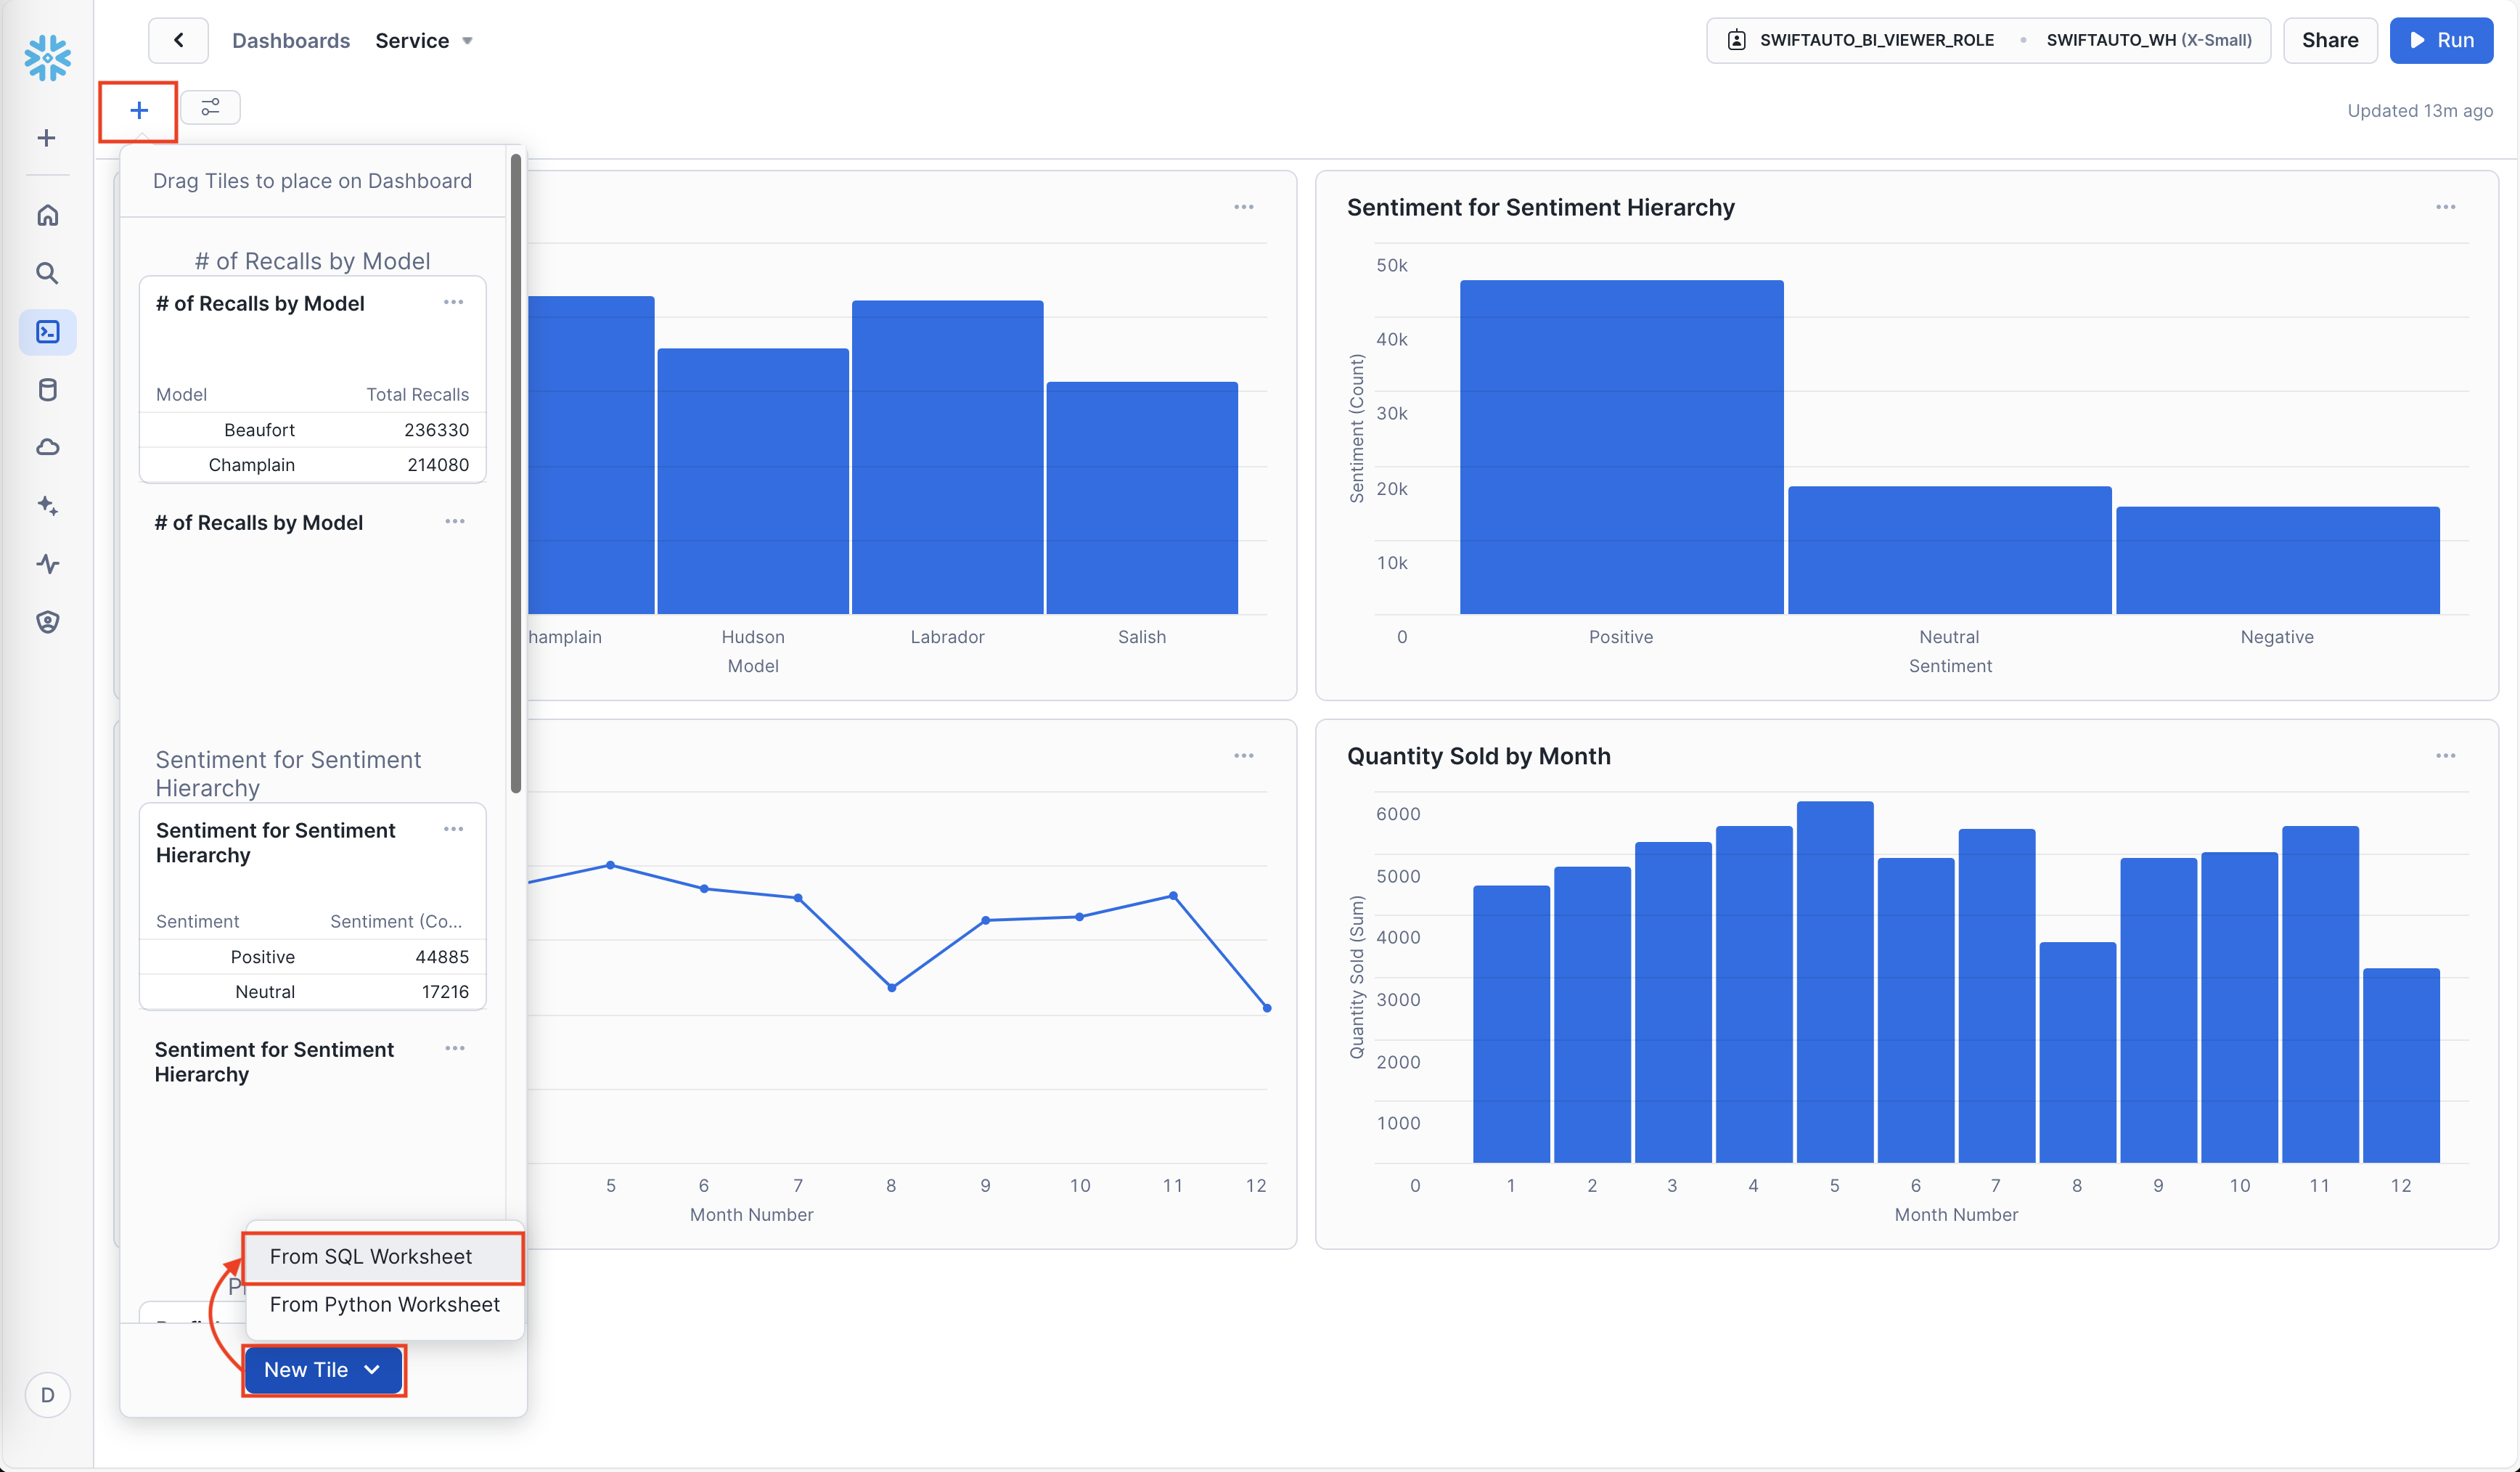 Dashboards Service
SWIFTAUTO_BI_VIEWER_ROLE • SWIFTAUTO_WH (X-Small)
Share
Run
Updated 13m ago
Drag Tiles to place on Dashboard
# of Recalls by Model
# of Recalls by Model
Model Total Recalls
Beaufort 236330
Champlain 214080
# of Recalls by Model
Sentiment for Sentiment
Hierarchy
Sentiment for Sentiment
Hierarchy
Sentiment Sentiment (Co...
Positive 44885
Neutral 17216
Sentiment for Sentiment
Hierarchy
From SQL Worksheet
From Python Worksheet
New Tile
D
hamplain Hudson Labrador Salish
Model
Sentiment for Sentiment Hierarchy
Sentiment (Count)
50k
40k
30k
20k
10k
0
Positive Neutral Negative
Sentiment
5 6 7 8 9 10 11 12
Month Number
Quantity Sold by Month
Quantity Sold (Sum)
6000
5000
4000
3000
2000
1000
0
1 2 3 4 5 6 7 8 9 10 11 12
Month Number